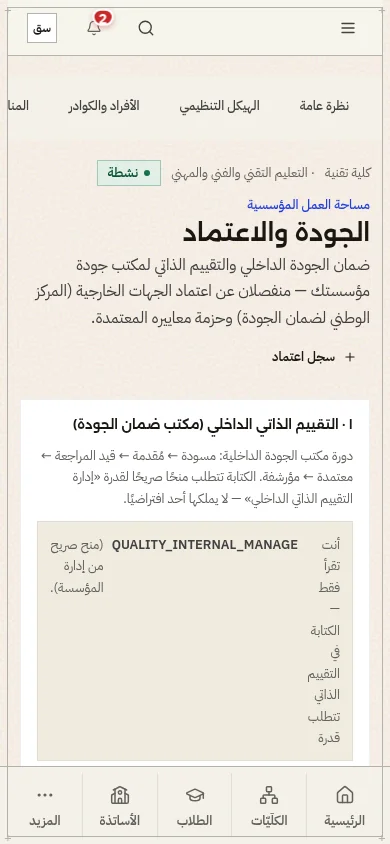 2
سق
نظرة عامة
الهيكل التنظيمي
الأفراد والكوادر
المنا
كلية تقنية · التعليم التقني والفني والمهني
نشطة
مساحة العمل المؤسسية
الجودة والاعتماد
ضمان الجودة الداخلي والتقييم الذاتي لمكتب جودة
مؤسستك — منفصلان عن اعتماد الجهات الخارجية (المركز
الوطني لضمان الجودة) وحزمة معاييره المعتمدة.
+ سجل اعتماد
١ · التقييم الذاتي الداخلي (مكتب ضمان الجودة)
دورة مكتب الجودة الداخلية: مسودة ← مُقدمة ← قيد المراجعة ←
معتمدة ← مؤرشفة. الكتابة تتطلب منحًا صريحًا لقدرة «إدارة
التقييم الذاتي الداخلي» — لا يملكها أحد افتراضيًا.
أنت
تقرأ
فقط
—
الكتابة
في
التقييم
الذاتي
تتطلب
قدرة
QUALITY_INTERNAL_MANAGE
(منح صريح
من إدارة
المؤسسة).
الرئيسية
الكليّات
الطلاب
الأساتذة
المزيد